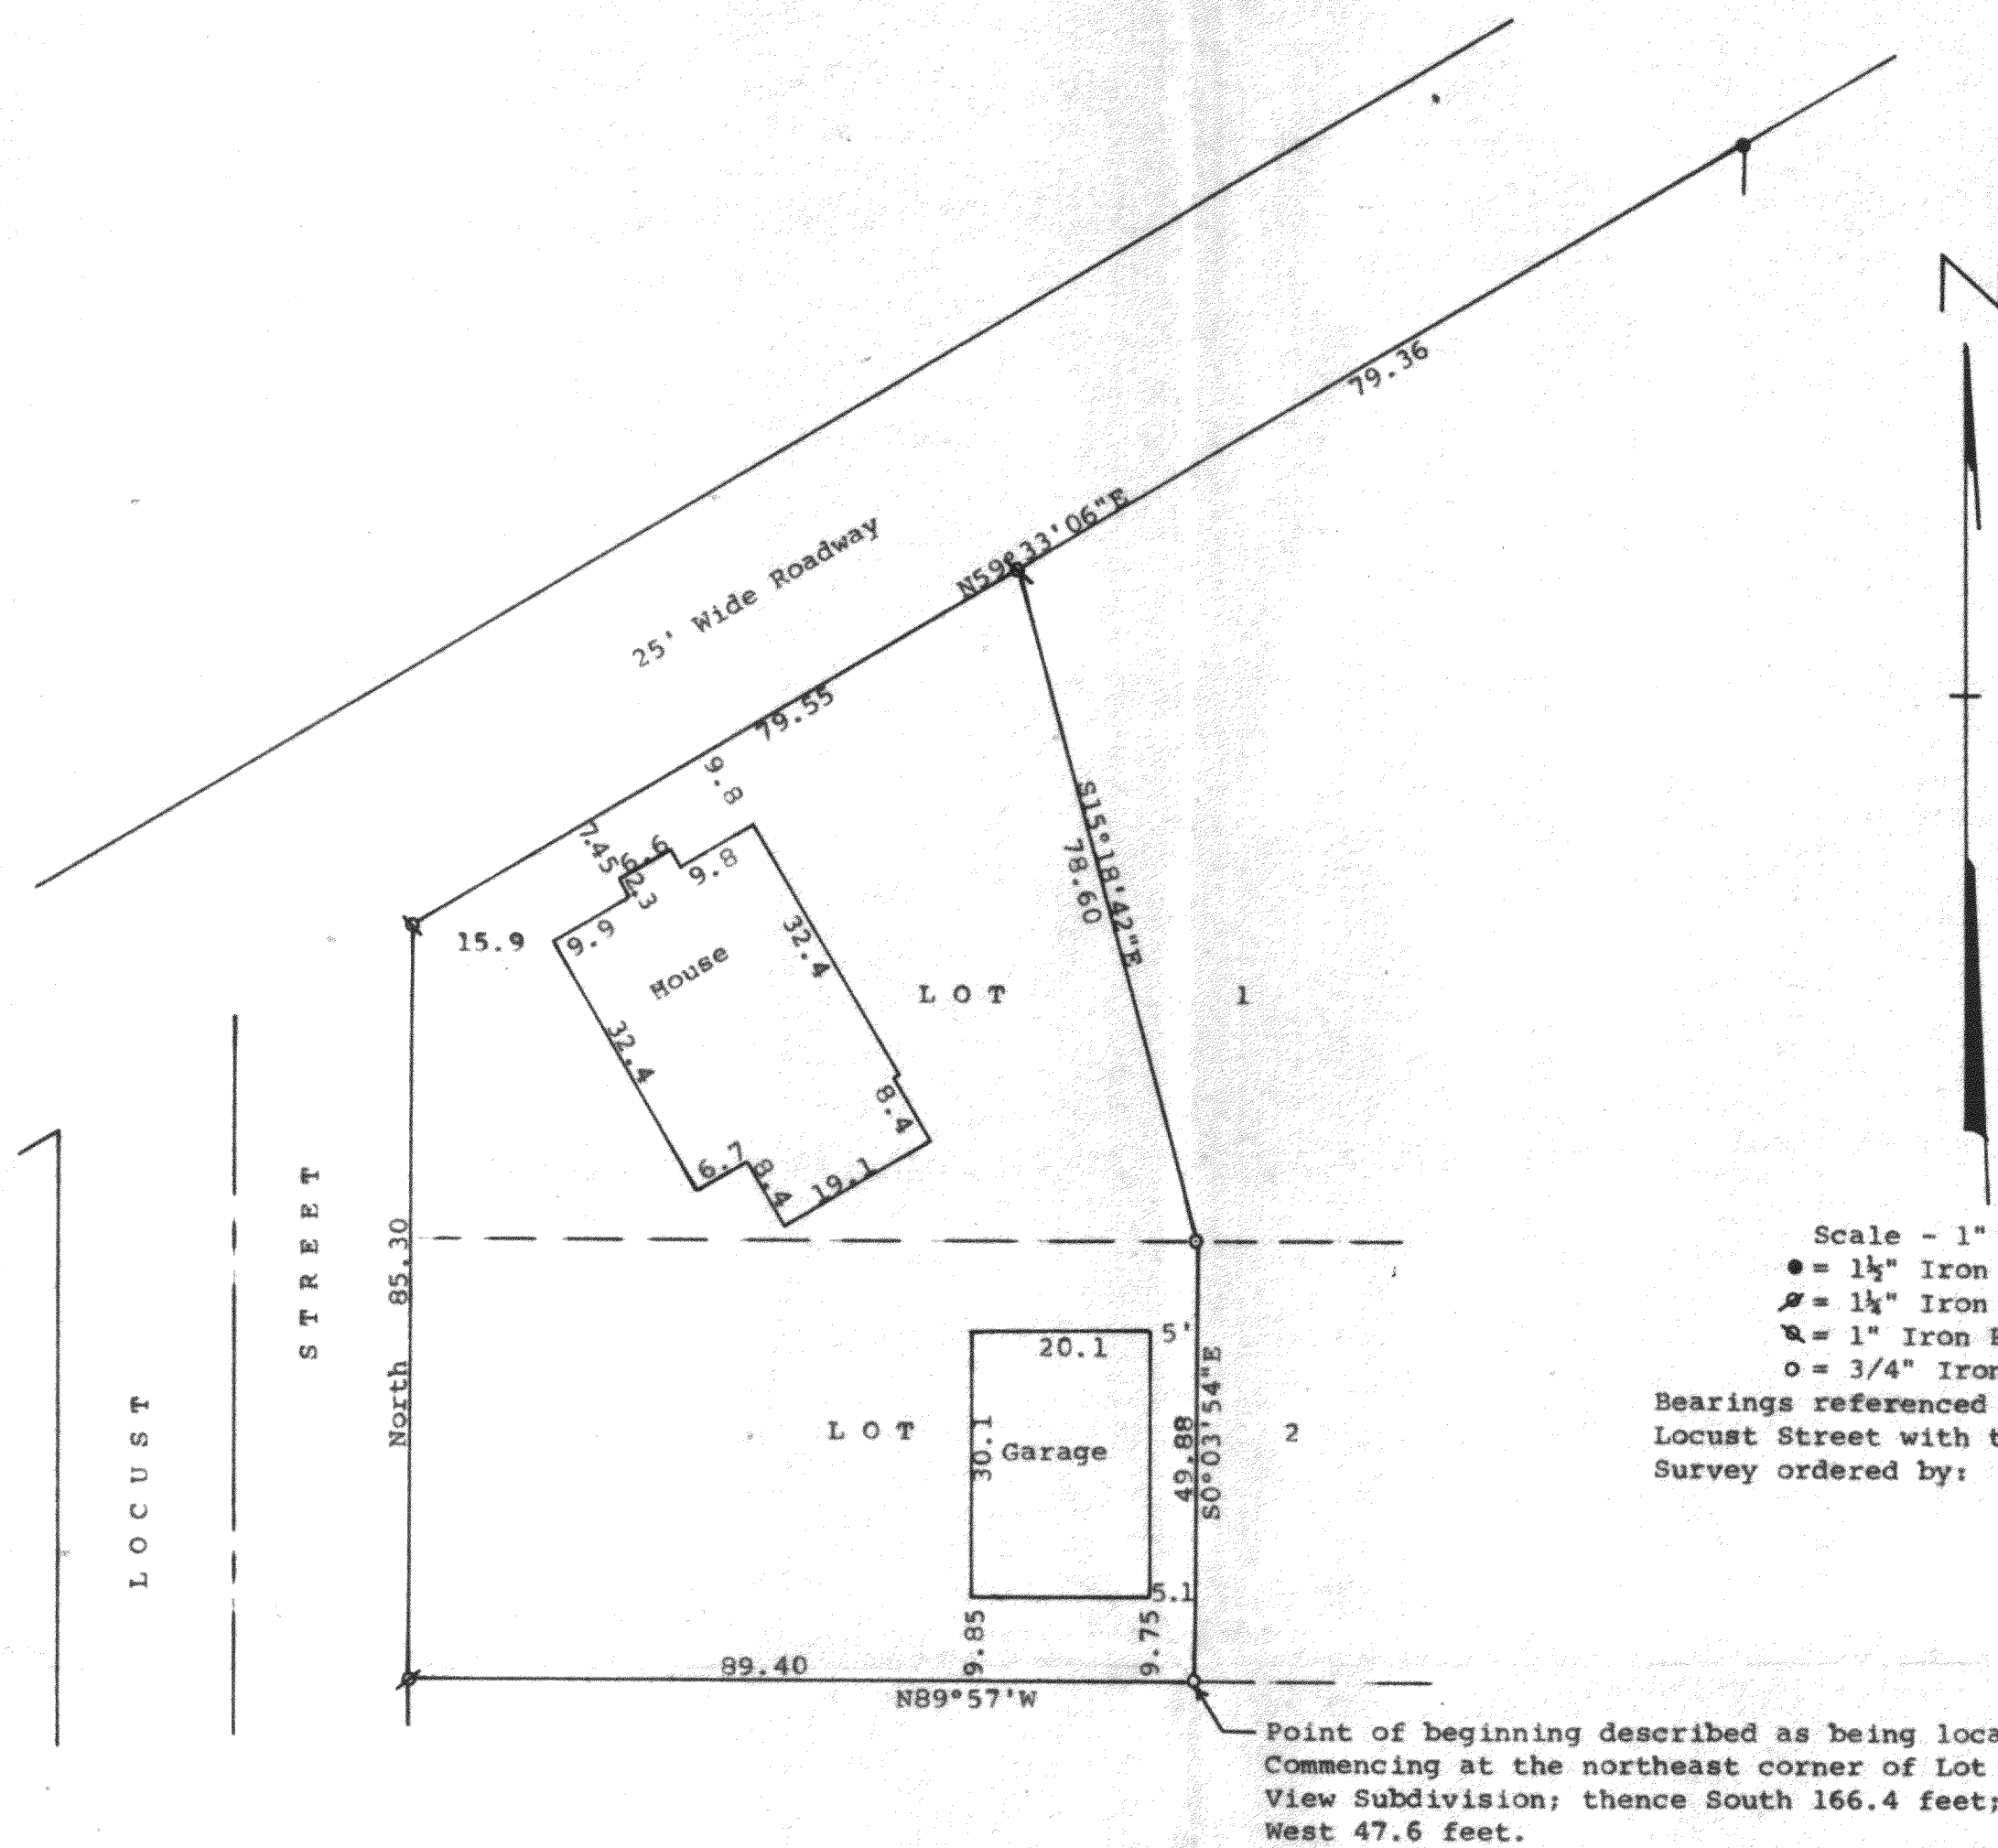 79.36
N59°33'06"E
25' Wide Roadway
79.55
9.8
7.45
6.6
2.3
9.8
15.9
9.9
House
32.4
32.4
S15°18'42"E
78.60
LOT 1
8.4
6.7
8.4
19.1
STREET
LOCUST
North 85.30
5'
20.1
LOT 2
30.1
Garage
49.88
S0°03'54"E
5.1
9.85
9.75
89.40
N89°57'W
Scale - 1"
= 1½" Iron
= 1¼" Iron
= 1" Iron
= 3/4" Iron
Bearings referenced
Locust Street with
Survey ordered by:
Point of beginning described as being
Commencing at the northeast corner of Lot
View Subdivision; thence South 166.4 feet;
West 47.6 feet.